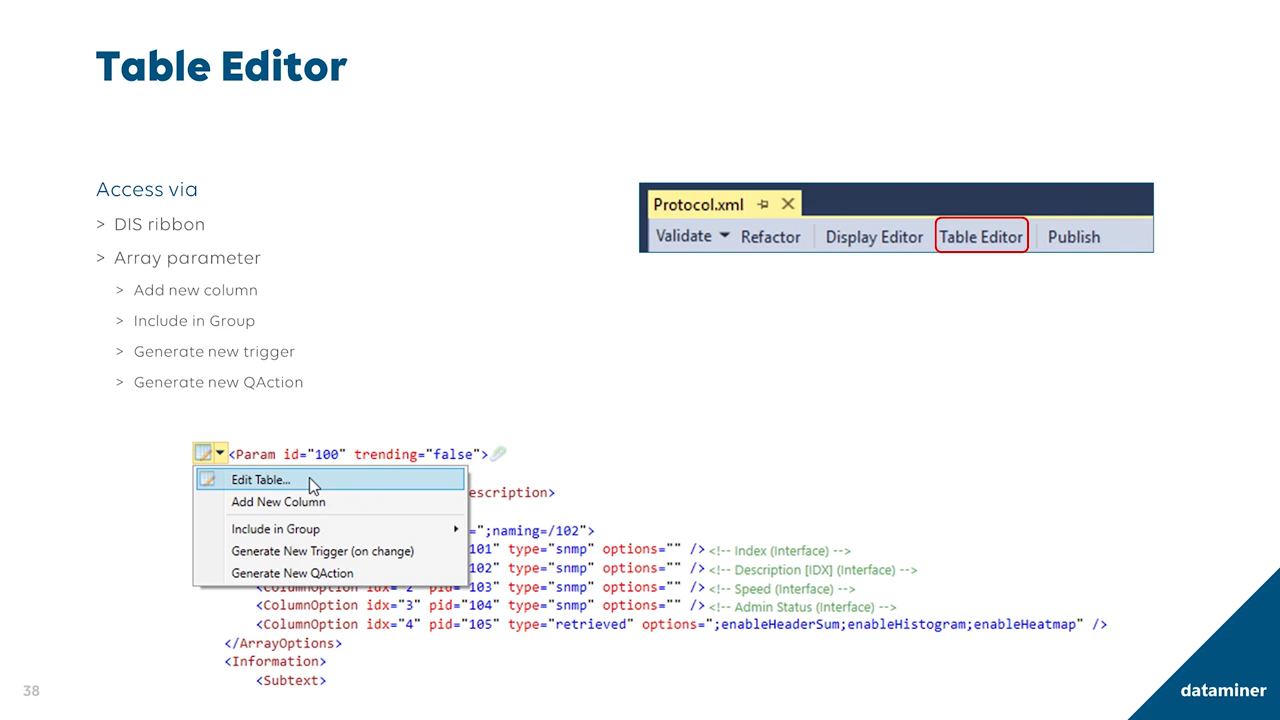 Table Editor
Access via
> DIS ribbon
> Array parameter
> Add new column
> Include in Group
> Generate new trigger
> Generate new QAction
Protocol.xml
Validate Refactor Display Editor Table Editor Publish
<Param id="100" trending="false">
Edit Table...
escription>
Add New Column
Include in Group
=";naming=/102">
Generate New Trigger (on change)
101" type="snmp" options="" /> <!-- Index (Interface) -->
Generate New QAction
102" type="snmp" options="" /> <!-- Description [IDX] (Interface) -->
<ColumnOption idx="2" pid="103" type="snmp" options="" /> <!-- Speed (Interface) -->
<ColumnOption idx="3" pid="104" type="snmp" options="" /> <!-- Admin Status (Interface) -->
<ColumnOption idx="4" pid="105" type="retrieved" options=";enableHeaderSum;enableHistogram;enableHeatmap" />
</ArrayOptions>
<Information>
<Subtext>
38
dataminer